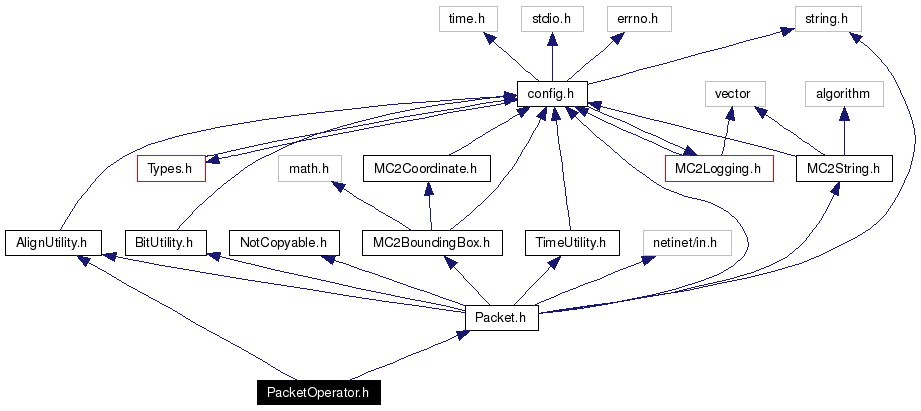 time.h
stdio.h
errno.h
string.h
config.h
vector
algorithm
Types.h
math.h
MC2Coordinate.h
MC2Logging.h
MC2String.h
AlignUtility.h
BitUtility.h
NotCopyable.h
MC2BoundingBox.h
TimeUtility.h
netinet/in.h
Packet.h
PacketOperator.h